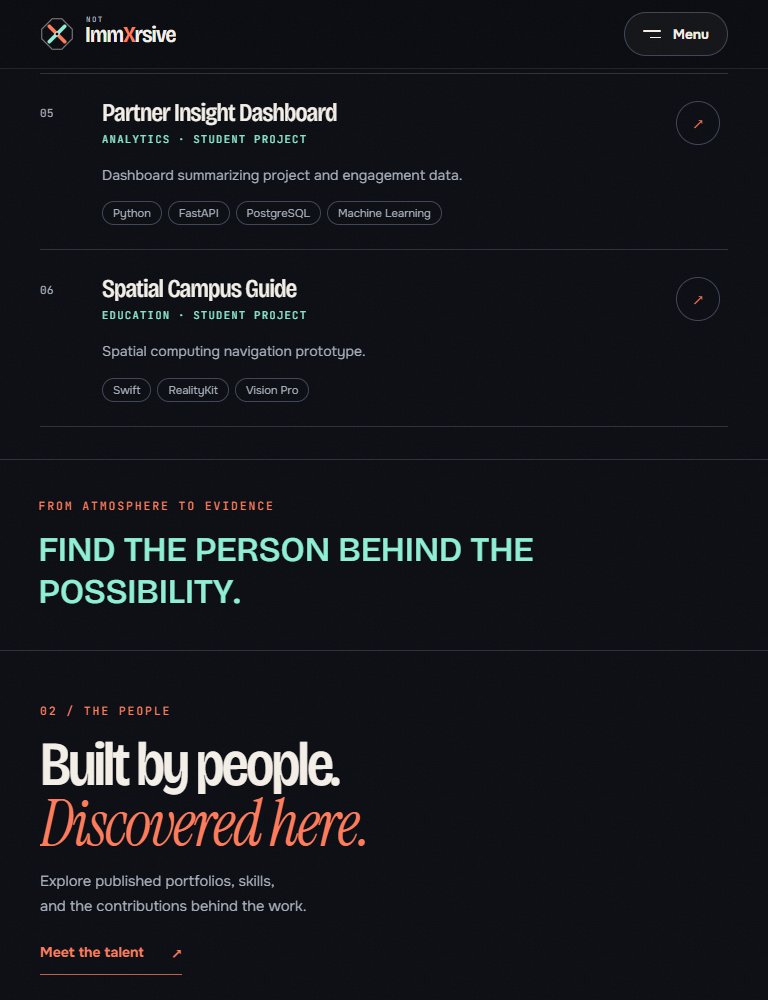 NOT
ImmXrsive
Menu
05
Partner Insight Dashboard
ANALYTICS · STUDENT PROJECT
Dashboard summarizing project and engagement data.
Python FastAPI PostgreSQL Machine Learning
06
Spatial Campus Guide
EDUCATION · STUDENT PROJECT
Spatial computing navigation prototype.
Swift RealityKit Vision Pro
FROM ATMOSPHERE TO EVIDENCE
FIND THE PERSON BEHIND THE
POSSIBILITY.
02 / THE PEOPLE
Built by people.
Discovered here.
Explore published portfolios, skills,
and the contributions behind the work.
Meet the talent ↗